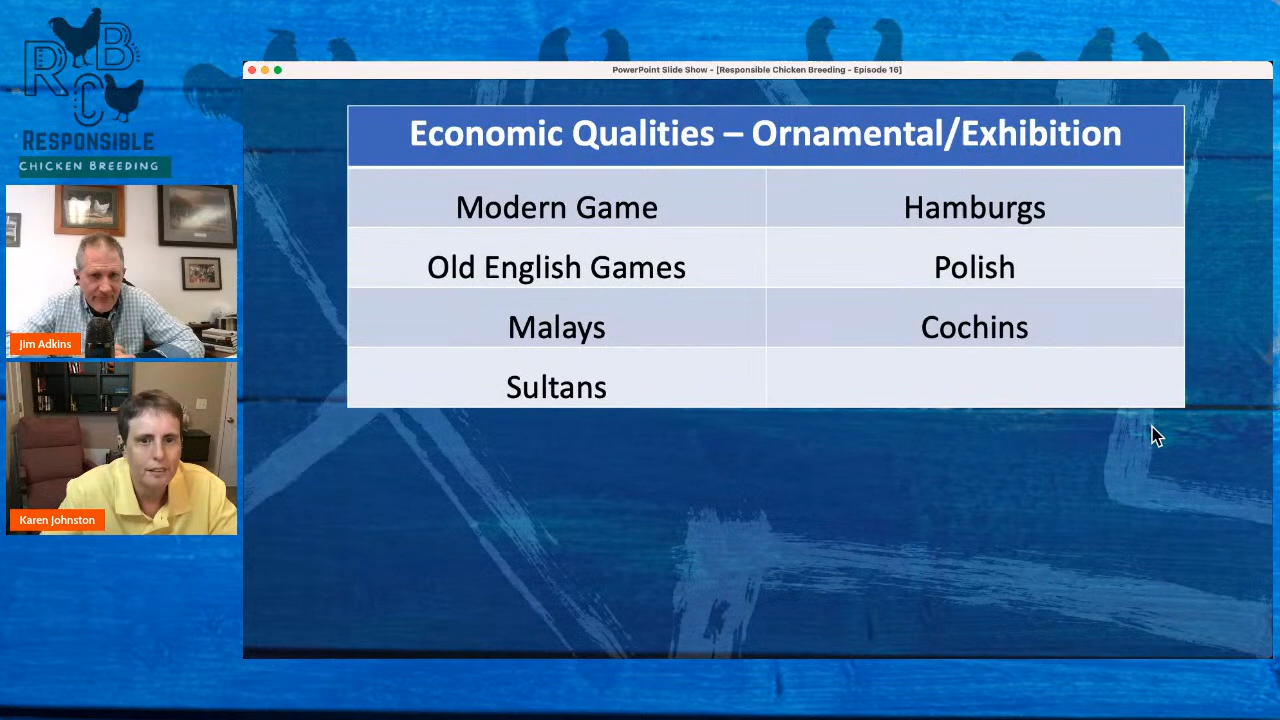 RBC
RESPONSIBLE
CHICKEN BREEDING
PowerPoint Slide Show - [Responsible Chicken Breeding - Episode 16]
Economic Qualities – Ornamental/Exhibition
Modern Game
Hamburgs
Old English Games
Polish
Malays
Cochins
Sultans
Jim Adkins
Karen Johnston